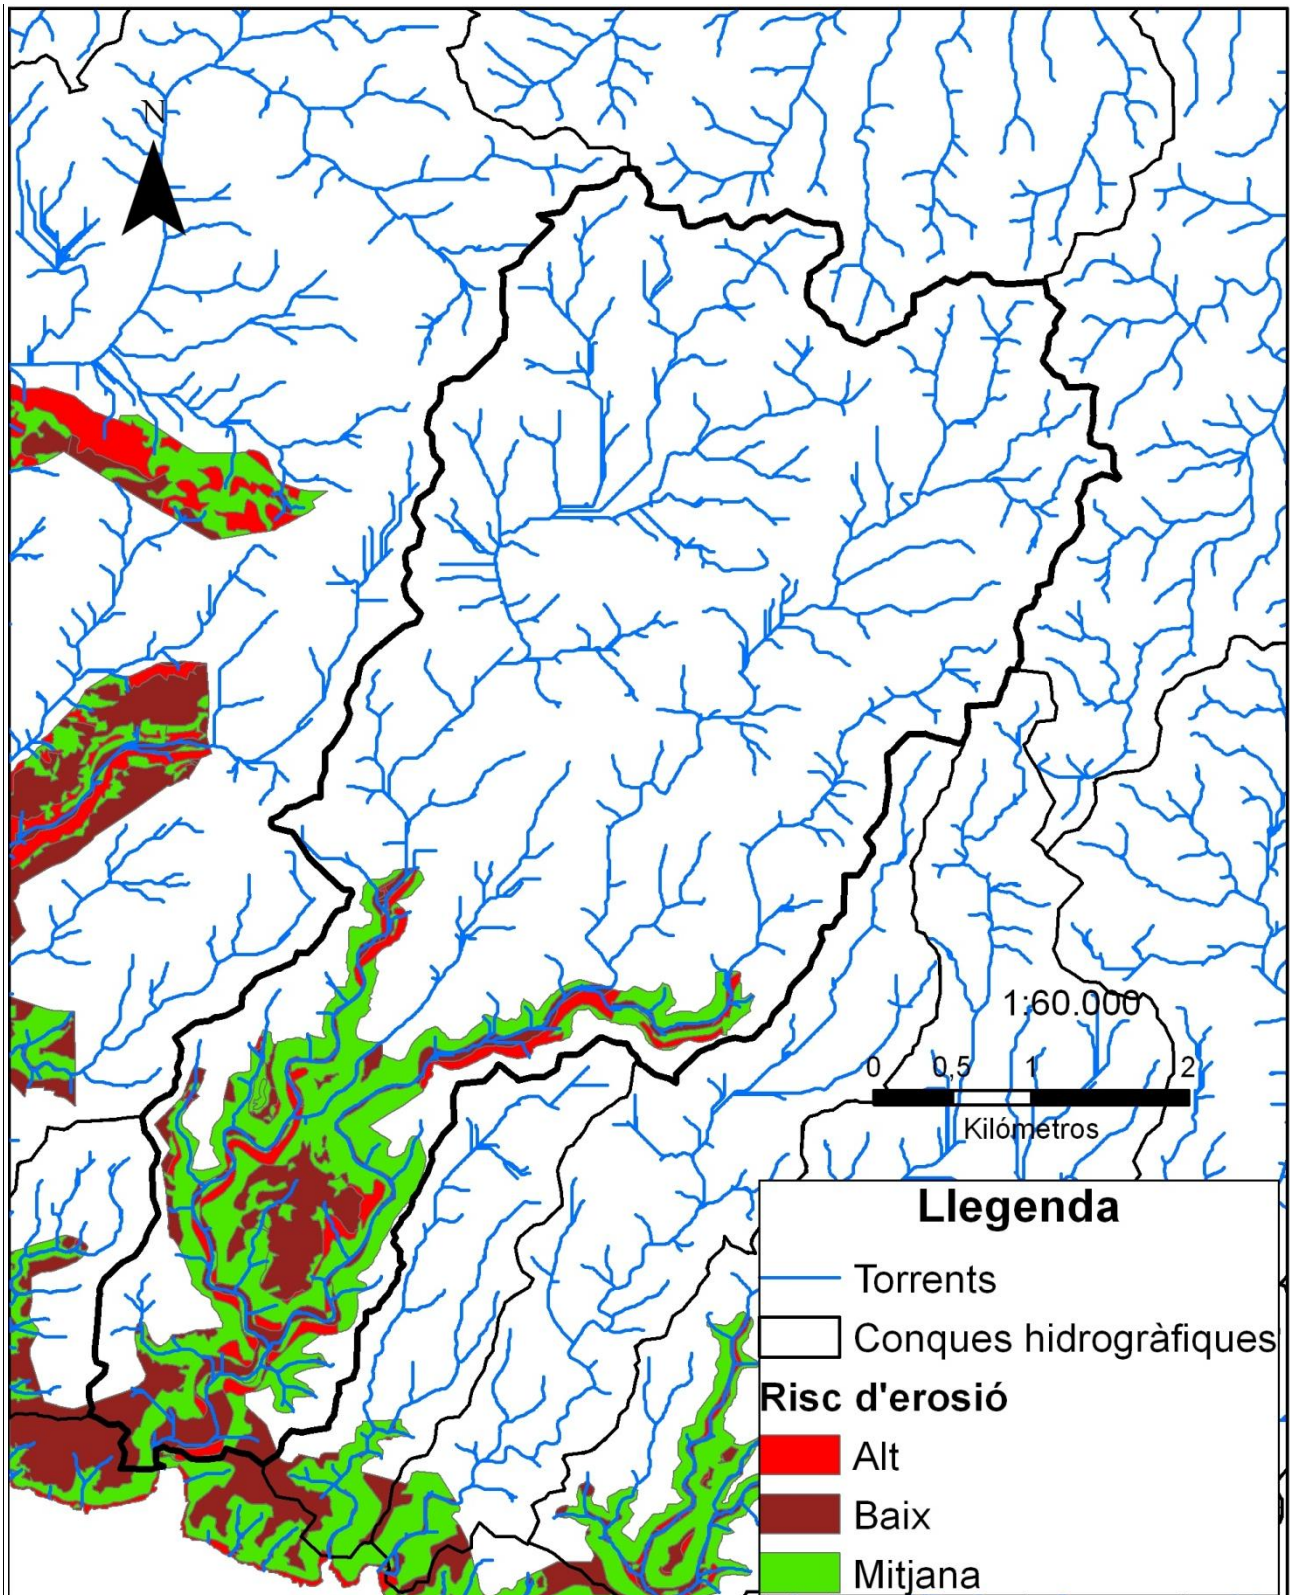 N
1:60.000
0 0,5 1 2
Kilómetros
Llegenda
Torrents
Conques hidrogràfiques
Risc d'erosió
Alt
Baix
Mitjana